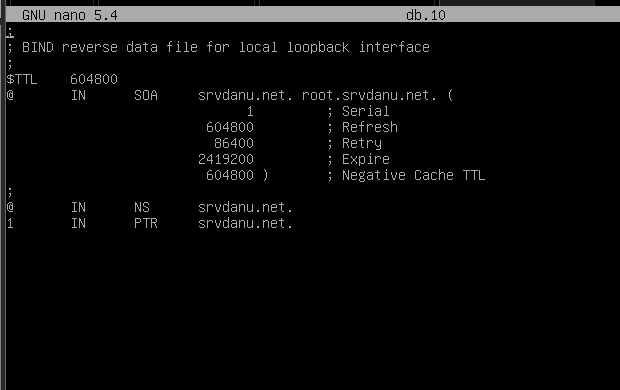 GNU nano 5.4 db.10
;
; BIND reverse data file for local loopback interface
;
$TTL 604800
@ IN SOA srvdanu.net. root.srvdanu.net. (
1 ; Serial
604800 ; Refresh
86400 ; Retry
2419200 ; Expire
604800 ) ; Negative Cache TTL
;
@ IN NS srvdanu.net.
1 IN PTR srvdanu.net.